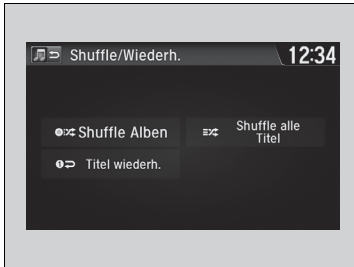 Shuffle/Wiederh.
12:34
Shuffle Alben
Shuffle alle
Titel
Titel wiederh.